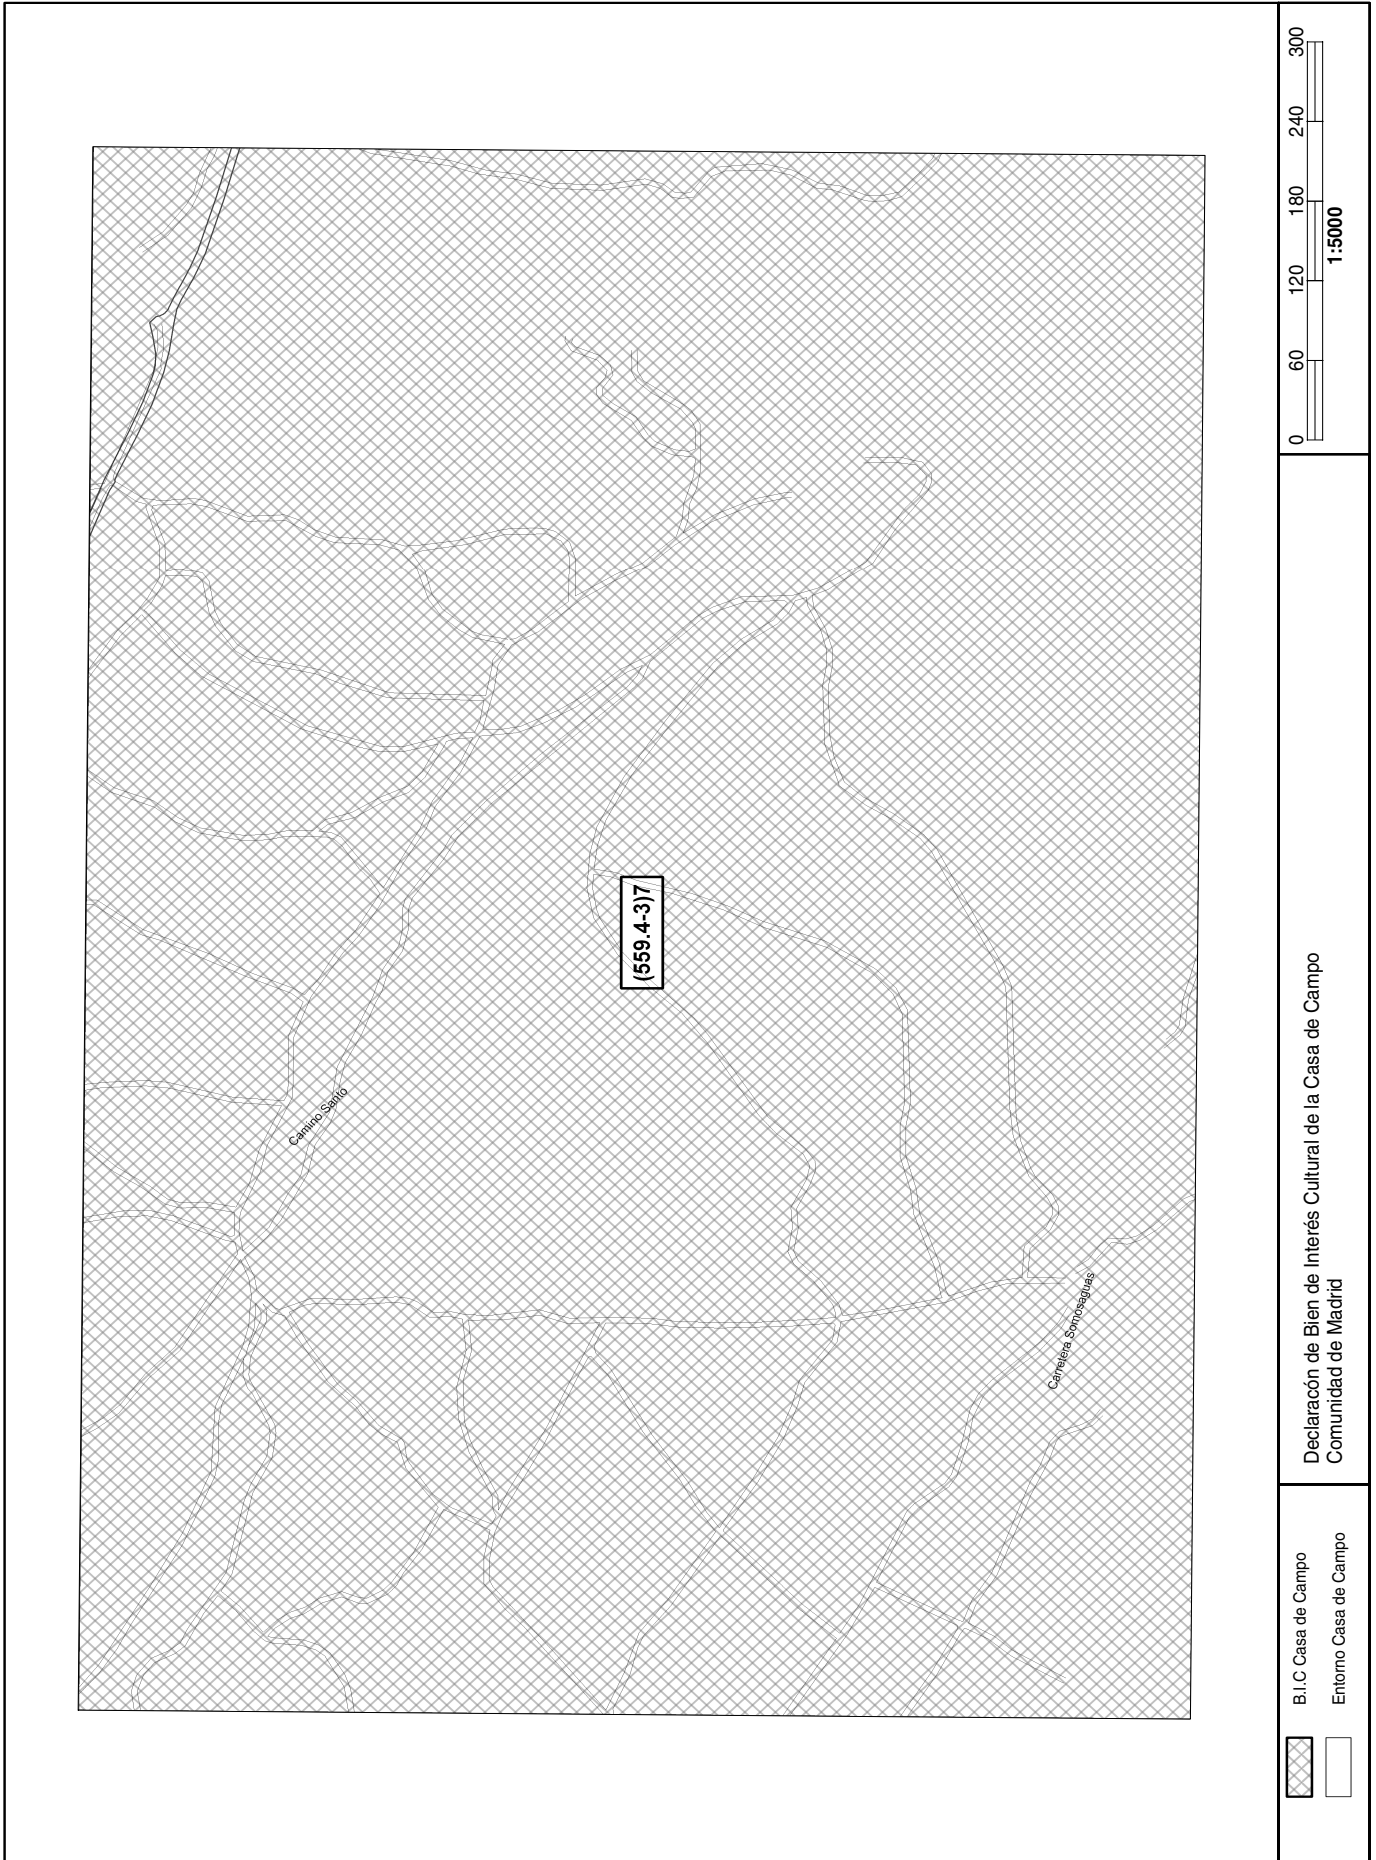 Camino Santo
(559.4-3)7
Carretera Somosaguas
B.I.C Casa de Campo
Entorno Casa de Campo
Declaracón de Bien de Interés Cultural de la Casa de Campo
Comunidad de Madrid
0 60 120 180 240 300
1:5000